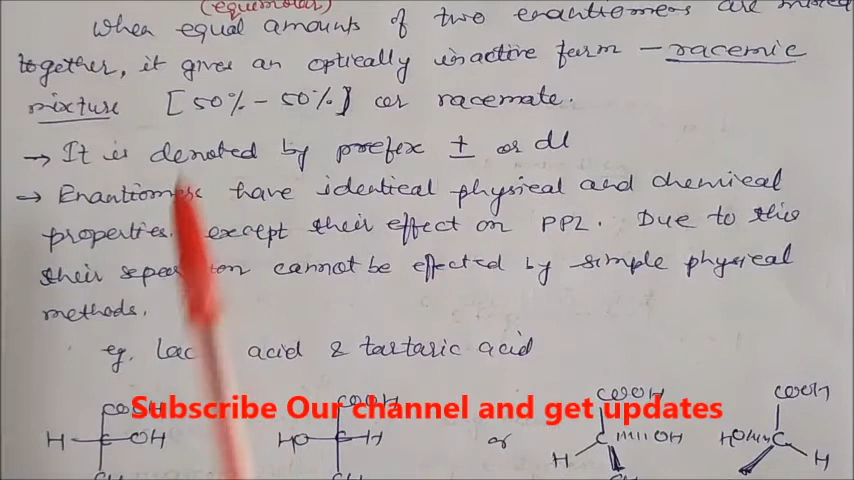 (equimolar)
When equal amounts of two enantiomers are mixed
together, it gives an optically inactive form - racemic
mixture [50% - 50%] or racemate.
→ It is denoted by prefex ± or dl
→ Enantiomers have identical physical and chemical
properties. except their effect on PPL. Due to this
their separation cannot be effected by simple physical
methods.
eg. Lac acid & tartaric acid
COOH COOH COOH COOH
Subscribe Our channel and get updates
H C OH HO C H or C OH HO C
H H